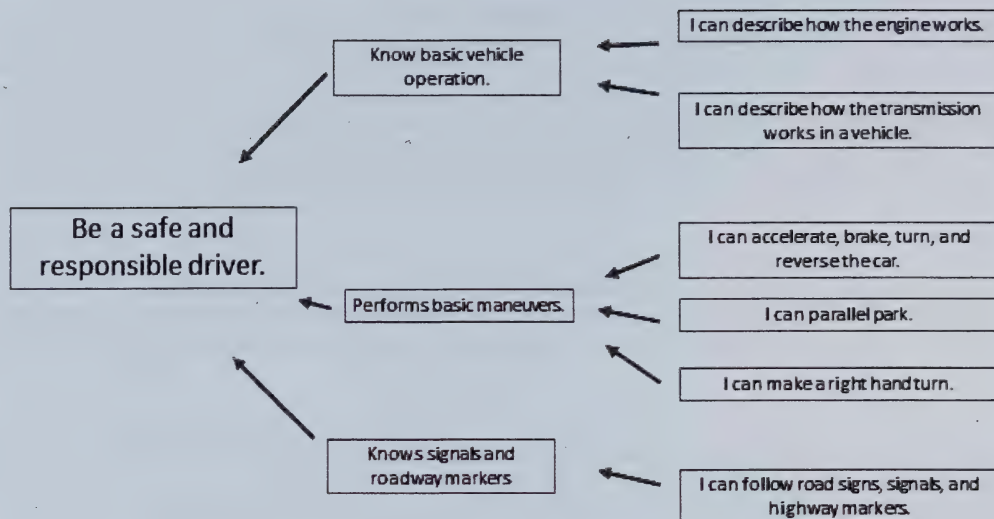 I can describe how the engine works.
Know basic vehicle
operation.
I can describe how the transmission
works in a vehicle.
Be a safe and
responsible driver.
I can accelerate, brake, turn, and
reverse the car.
Performs basic maneuvers.
I can parallel park.
I can make a right hand turn.
Knows signals and
roadway markers
I can follow road signs, signals, and
highway markers.